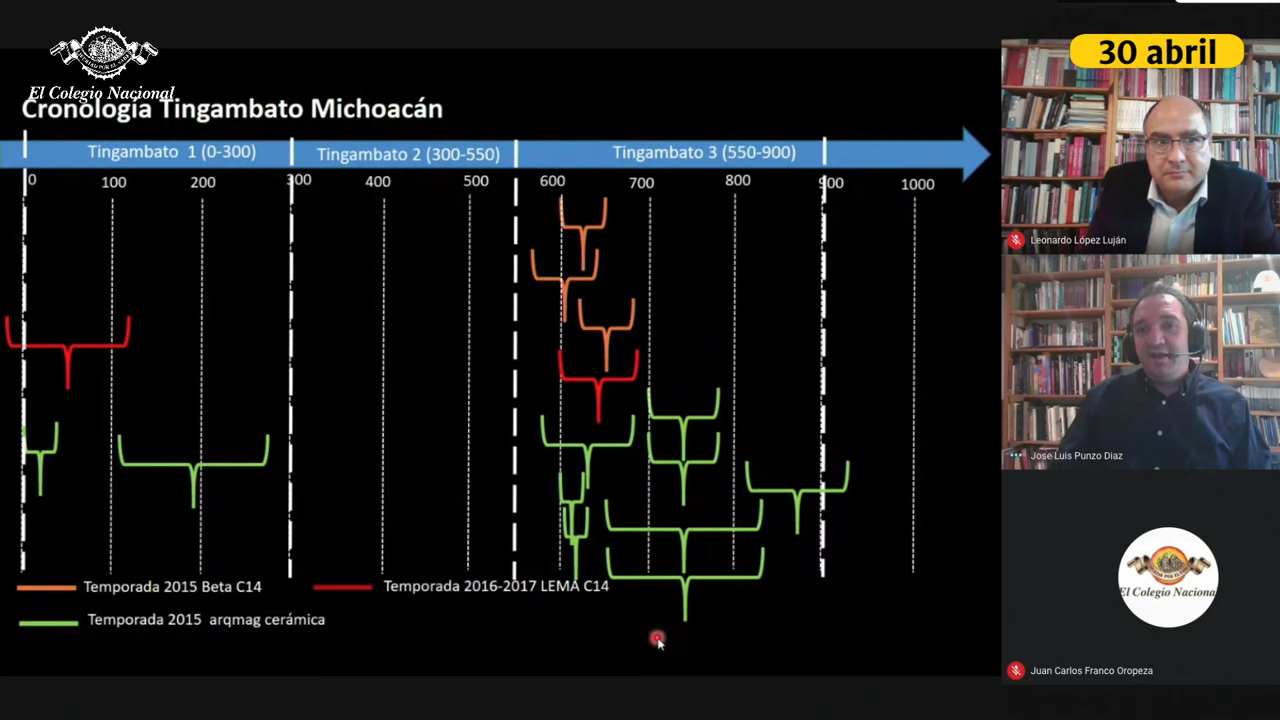 El Colegio Nacional
Cronología Tingambato Michoacán
Tingambato 1 (0-300)
Tingambato 2 (300-550)
Tingambato 3 (550-900)
0 100 200 300 400 500 600 700 800 900 1000
Temporada 2015 Beta C14
Temporada 2016-2017 LEMA C14
Temporada 2015 arqmag cerámica
30 abril
Leonardo López Luján
Jose Luis Punzo Diaz
El Colegio Nacional
Juan Carlos Franco Oropeza